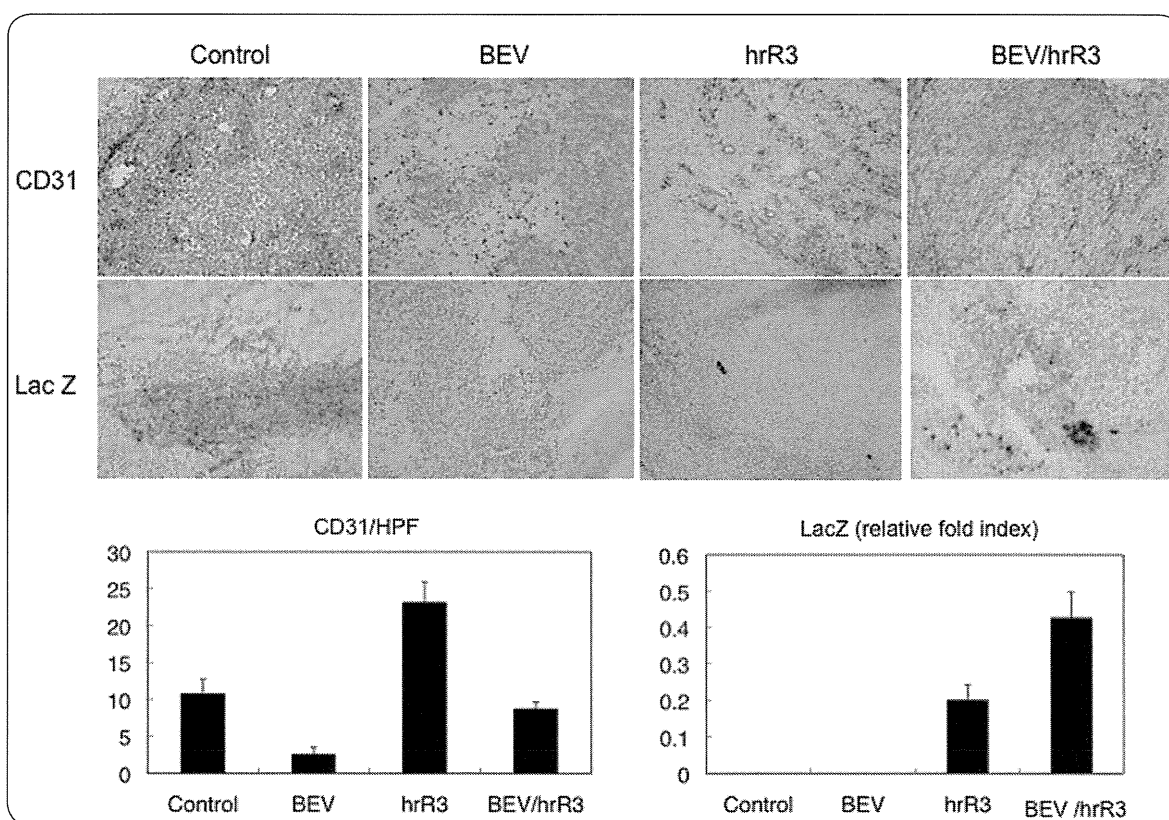 Control BEV hrR3 BEV/hrR3
CD31
Lac Z
CD31/HPF
30
25
20
15
10
5
0
Control BEV hrR3 BEV/hrR3
LacZ (relative fold index)
0.6
0.5
0.4
0.3
0.2
0.1
0
Control BEV hrR3 BEV /hrR3